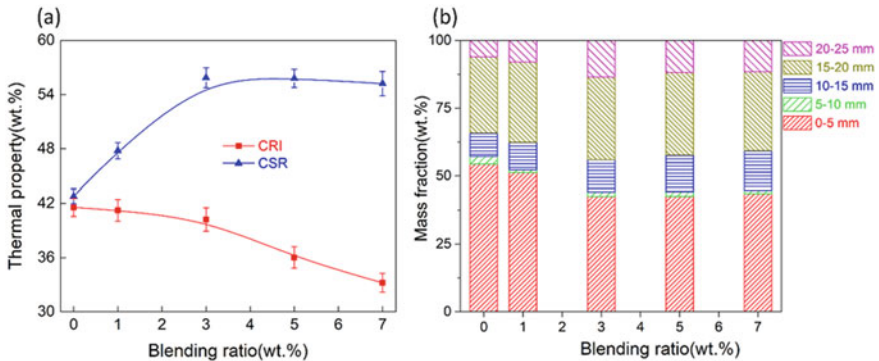 (a)
60
54
48
42
36
30
Thermal property(wt.%)
CRI
CSR
0 1 2 3 4 5 6 7
Blending ratio(wt.%)
(b)
100
75
50
25
0
Mass fraction(wt.%)
0 1 2 3 4 5 6 7
Blending ratio(wt.%)
20-25 mm
15-20 mm
10-15 mm
5-10 mm
0-5 mm